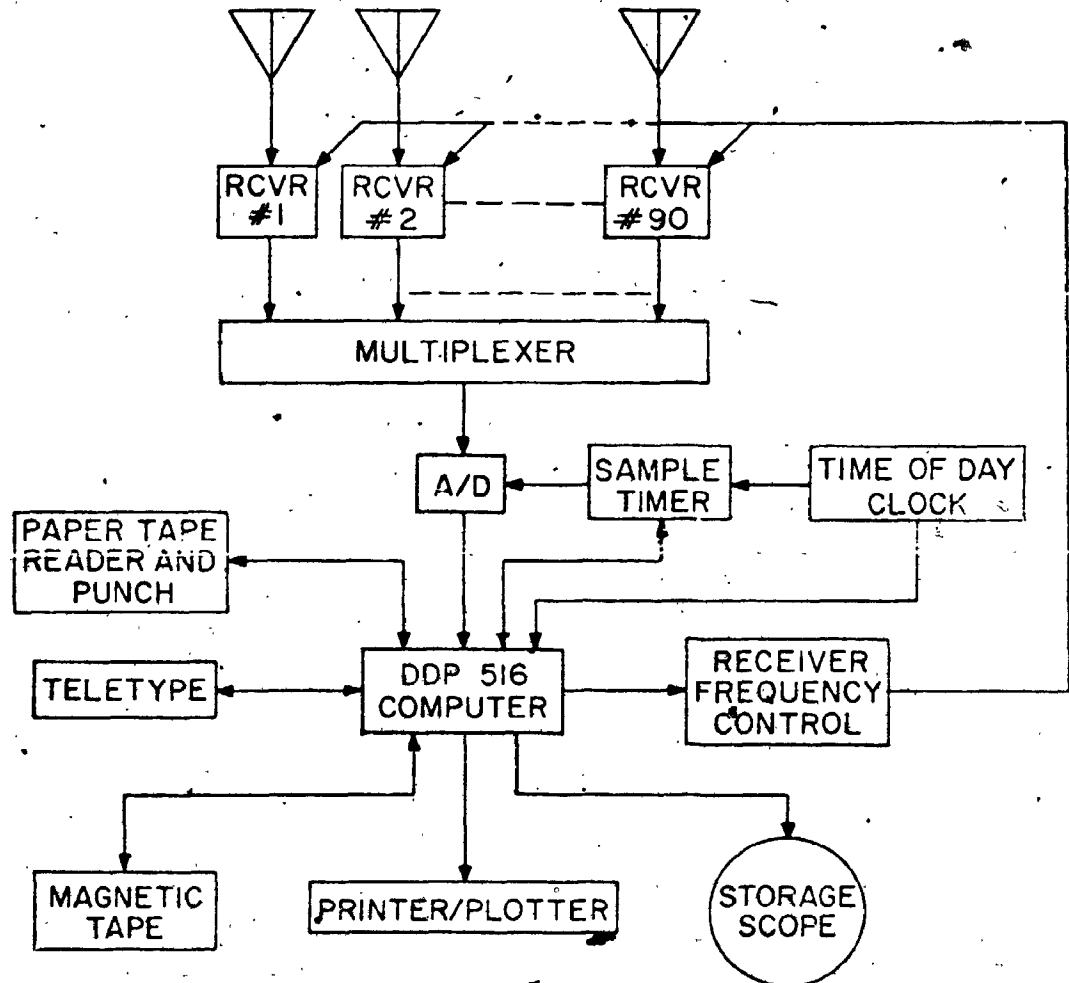 RCVR
#1
RCVR
#2
RCVR
#90
MULTIPLEXER
A/D
SAMPLE
TIMER
TIME OF DAY
CLOCK
PAPER TAPE
READER AND
PUNCH
TELETYPE
DDP 516
COMPUTER
RECEIVER
FREQUENCY
CONTROL
MAGNETIC
TAPE
PRINTER/PLOTTER
STORAGE
SCOPE